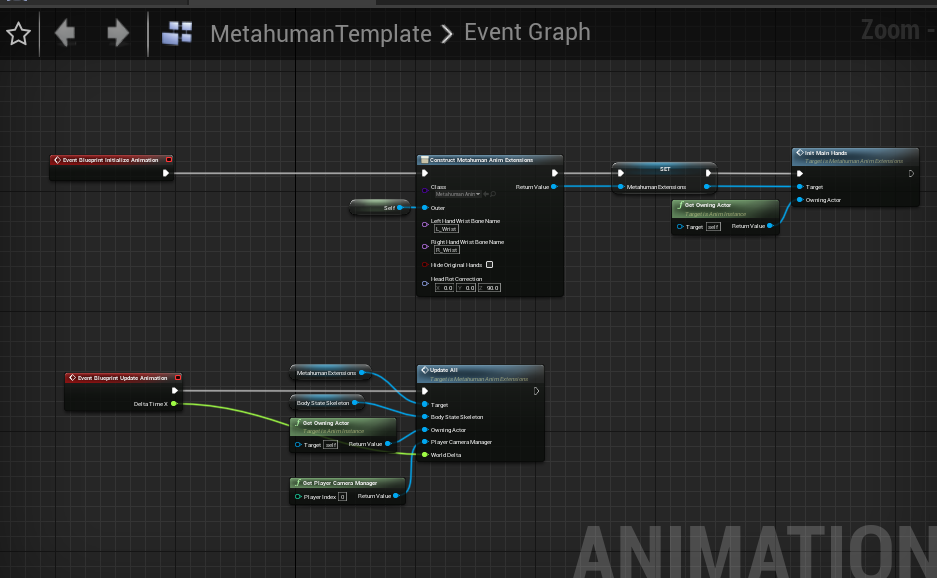 MetahumanTemplate > Event Graph
Zoom -
Event Blueprint Initialize Animation
Construct Metahuman Anim Extensions
Class
Return Value
Metahuman Anim
Self
Outer
Left Hand Wrist Bone Name
L_Wrist
Right Hand Wrist Bone Name
R_Wrist
Hide Original Hands
Head Rot Correction
X 0.0 Y 0.0 Z 90.0
SET
Metahuman Extensions
Init Main Hands
Target is Metahuman Anim Extensions
Target
Owning Actor
Get Owning Actor
Target is Anim Instance
Target self Return Value
Event Blueprint Update Animation
Delta Time X
Metahuman Extensions
Body State Skeleton
Get Owning Actor
Target is Anim Instance
Target self Return Value
Get Player Camera Manager
Player Index 0 Return Value
Update All
Target is Metahuman Anim Extensions
Target
Body State Skeleton
Owning Actor
Player Camera Manager
World Delta
ANIMATION